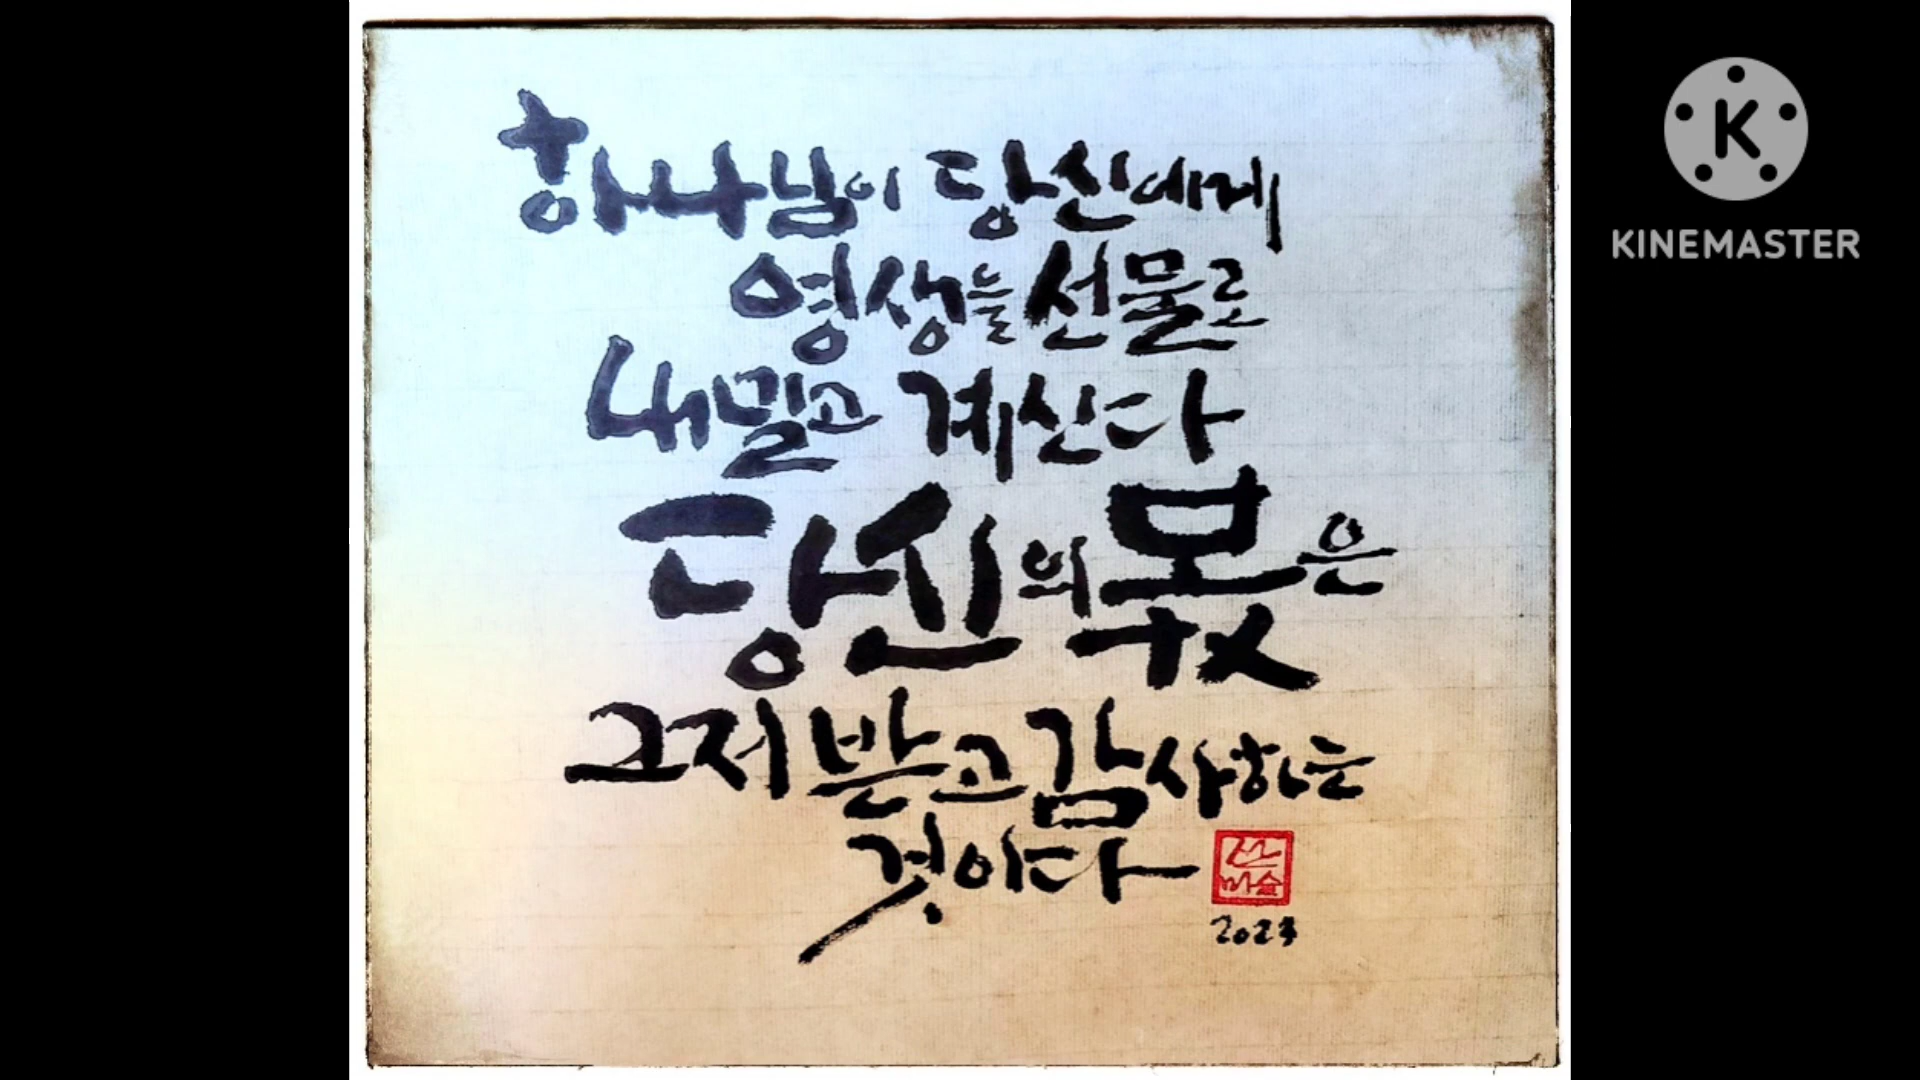 하나님이 당신에게
영생을 선물로
내밀고 계신다
당신의 몫은
그저 받고 감사하는
것이다
2023
K
KINEMASTER